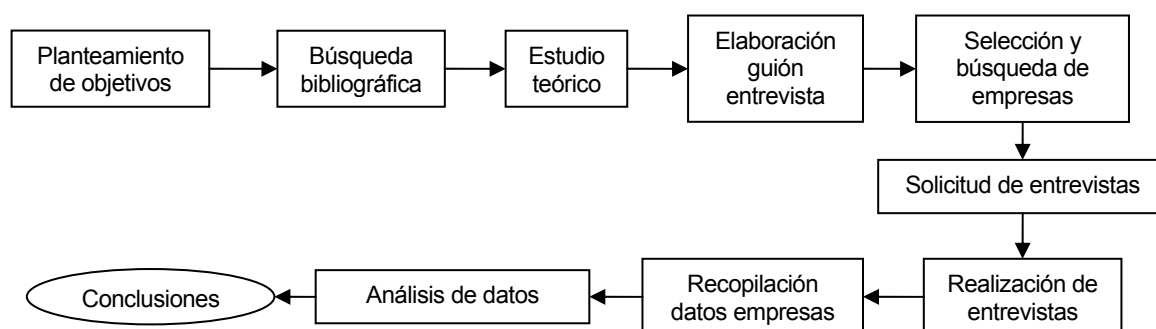 Planteamiento
de objetivos
Búsqueda
bibliográfica
Estudio
teórico
Elaboración
guión
entrevista
Selección y
búsqueda de
empresas
Solicitud de entrevistas
Realización de
entrevistas
Recopilación
datos empresas
Análisis de datos
Conclusiones